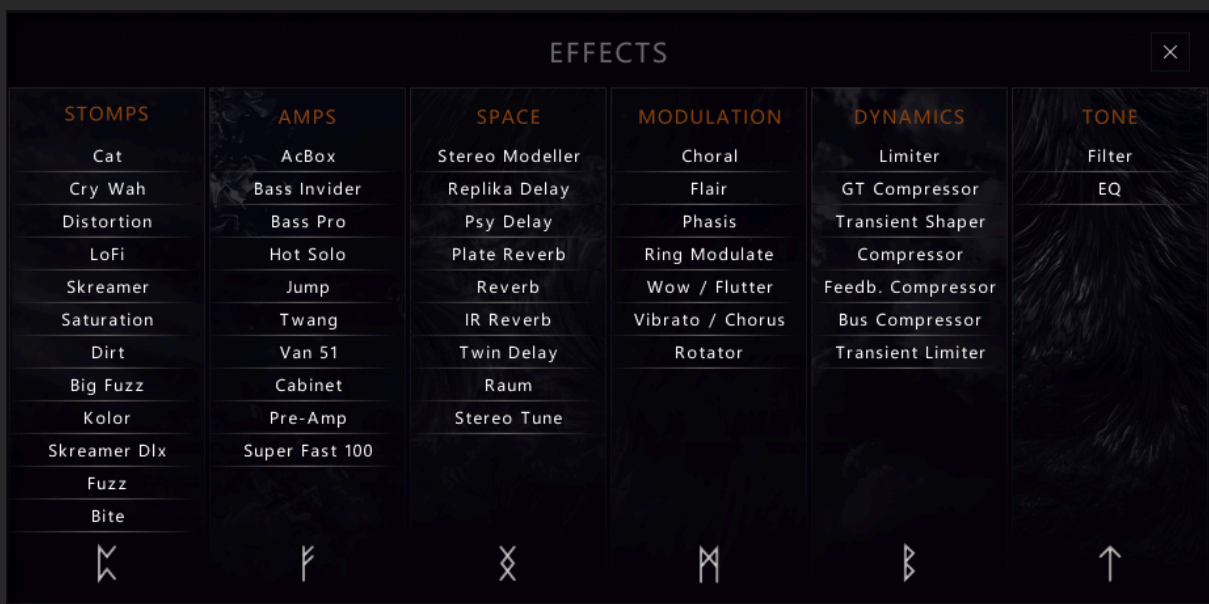 EFFECTS
STOMPS
Cat
Cry Wah
Distortion
LoFi
Skreamer
Saturation
Dirt
Big Fuzz
Kolor
Skreamer Dlx
Fuzz
Bite
ᛈ
AMPS
AcBox
Bass Invider
Bass Pro
Hot Solo
Jump
Twang
Van 51
Cabinet
Pre-Amp
Super Fast 100
ᚠ
SPACE
Stereo Modeller
Replika Delay
Psy Delay
Plate Reverb
Reverb
IR Reverb
Twin Delay
Raum
Stereo Tune
ᛝ
MODULATION
Choral
Flair
Phasis
Ring Modulate
Wow / Flutter
Vibrato / Chorus
Rotator
ᛗ
DYNAMICS
Limiter
GT Compressor
Transient Shaper
Compressor
Feedb. Compressor
Bus Compressor
Transient Limiter
ᛒ
TONE
Filter
EQ
ᛏ